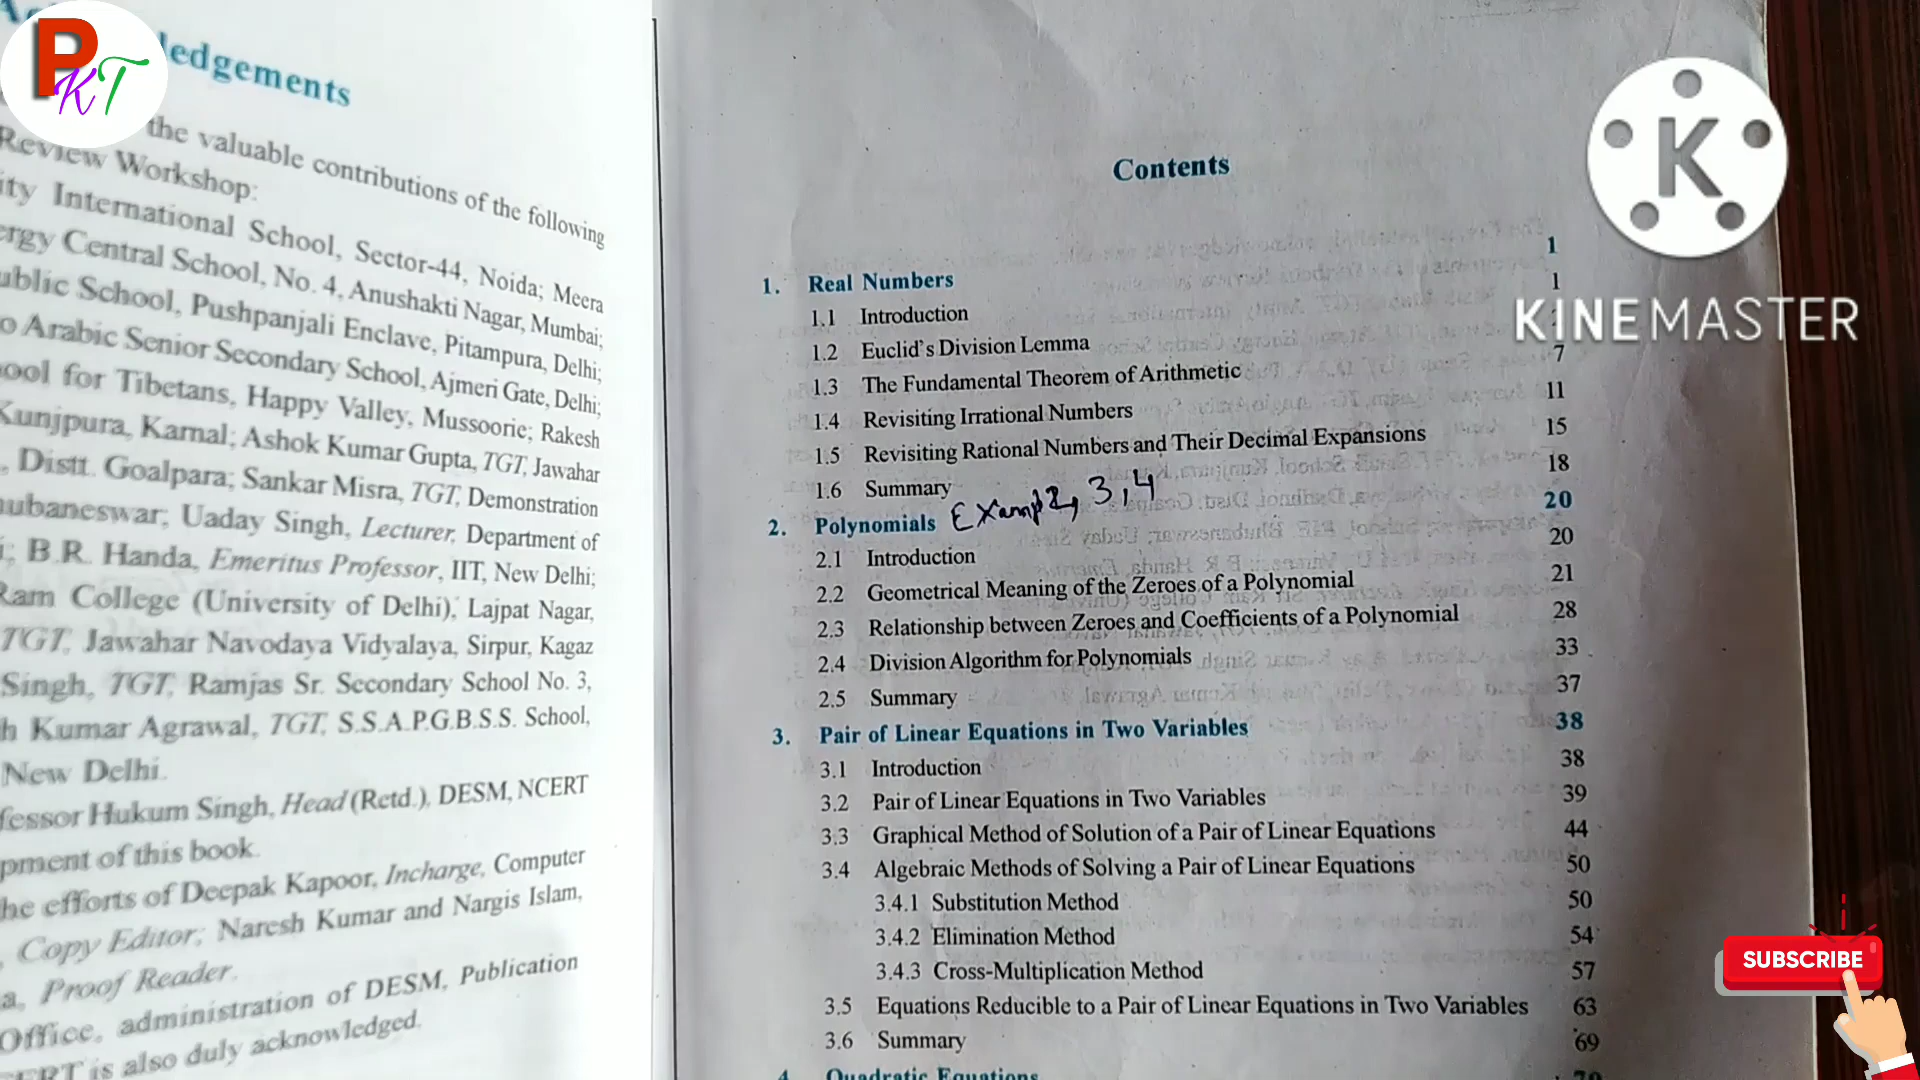 PKT
ledgements
the valuable contributions of the following
Review Workshop:
ity International School, Sector-44, Noida; Meera
ergy Central School, No. 4, Anushakti Nagar, Mumbai;
ublic School, Pushpanjali Enclave, Pitampura, Delhi;
o Arabic Senior Secondary School, Ajmeri Gate, Delhi;
ool for Tibetans, Happy Valley, Mussoorie; Rakesh
Kunjpura, Karnal; Ashok Kumar Gupta, TGT, Jawahar
, Distt. Goalpara; Sankar Misra, TGT, Demonstration
hubaneswar; Uaday Singh, Lecturer, Department of
i; B.R. Handa, Emeritus Professor, IIT, New Delhi;
Ram College (University of Delhi), Lajpat Nagar,
TGT, Jawahar Navodaya Vidyalaya, Sirpur, Kagaz
Singh, TGT, Ramjas Sr. Secondary School No. 3,
h Kumar Agrawal, TGT, S.S.A.P.G.B.S.S. School,
New Delhi.
fessor Hukum Singh, Head (Retd.), DESM, NCERT
pment of this book.
he efforts of Deepak Kapoor, Incharge, Computer
, Copy Editor; Naresh Kumar and Nargis Islam,
a, Proof Reader.
Office, administration of DESM, Publication
CERT is also duly acknowledged.
Contents
1. Real Numbers 1
1.1 Introduction 1
1.2 Euclid's Division Lemma
1.3 The Fundamental Theorem of Arithmetic 7
1.4 Revisiting Irrational Numbers 11
1.5 Revisiting Rational Numbers and Their Decimal Expansions 15
1.6 Summary 18
2. Polynomials Examp 2, 3, 4 20
2.1 Introduction 20
2.2 Geometrical Meaning of the Zeroes of a Polynomial 21
2.3 Relationship between Zeroes and Coefficients of a Polynomial 28
2.4 Division Algorithm for Polynomials 33
2.5 Summary 37
3. Pair of Linear Equations in Two Variables 38
3.1 Introduction 38
3.2 Pair of Linear Equations in Two Variables 39
3.3 Graphical Method of Solution of a Pair of Linear Equations 44
3.4 Algebraic Methods of Solving a Pair of Linear Equations 50
3.4.1 Substitution Method 50
3.4.2 Elimination Method 54
3.4.3 Cross-Multiplication Method 57
3.5 Equations Reducible to a Pair of Linear Equations in Two Variables 63
3.6 Summary 69
4. Quadratic Equations 70
K
KINEMASTER
SUBSCRIBE